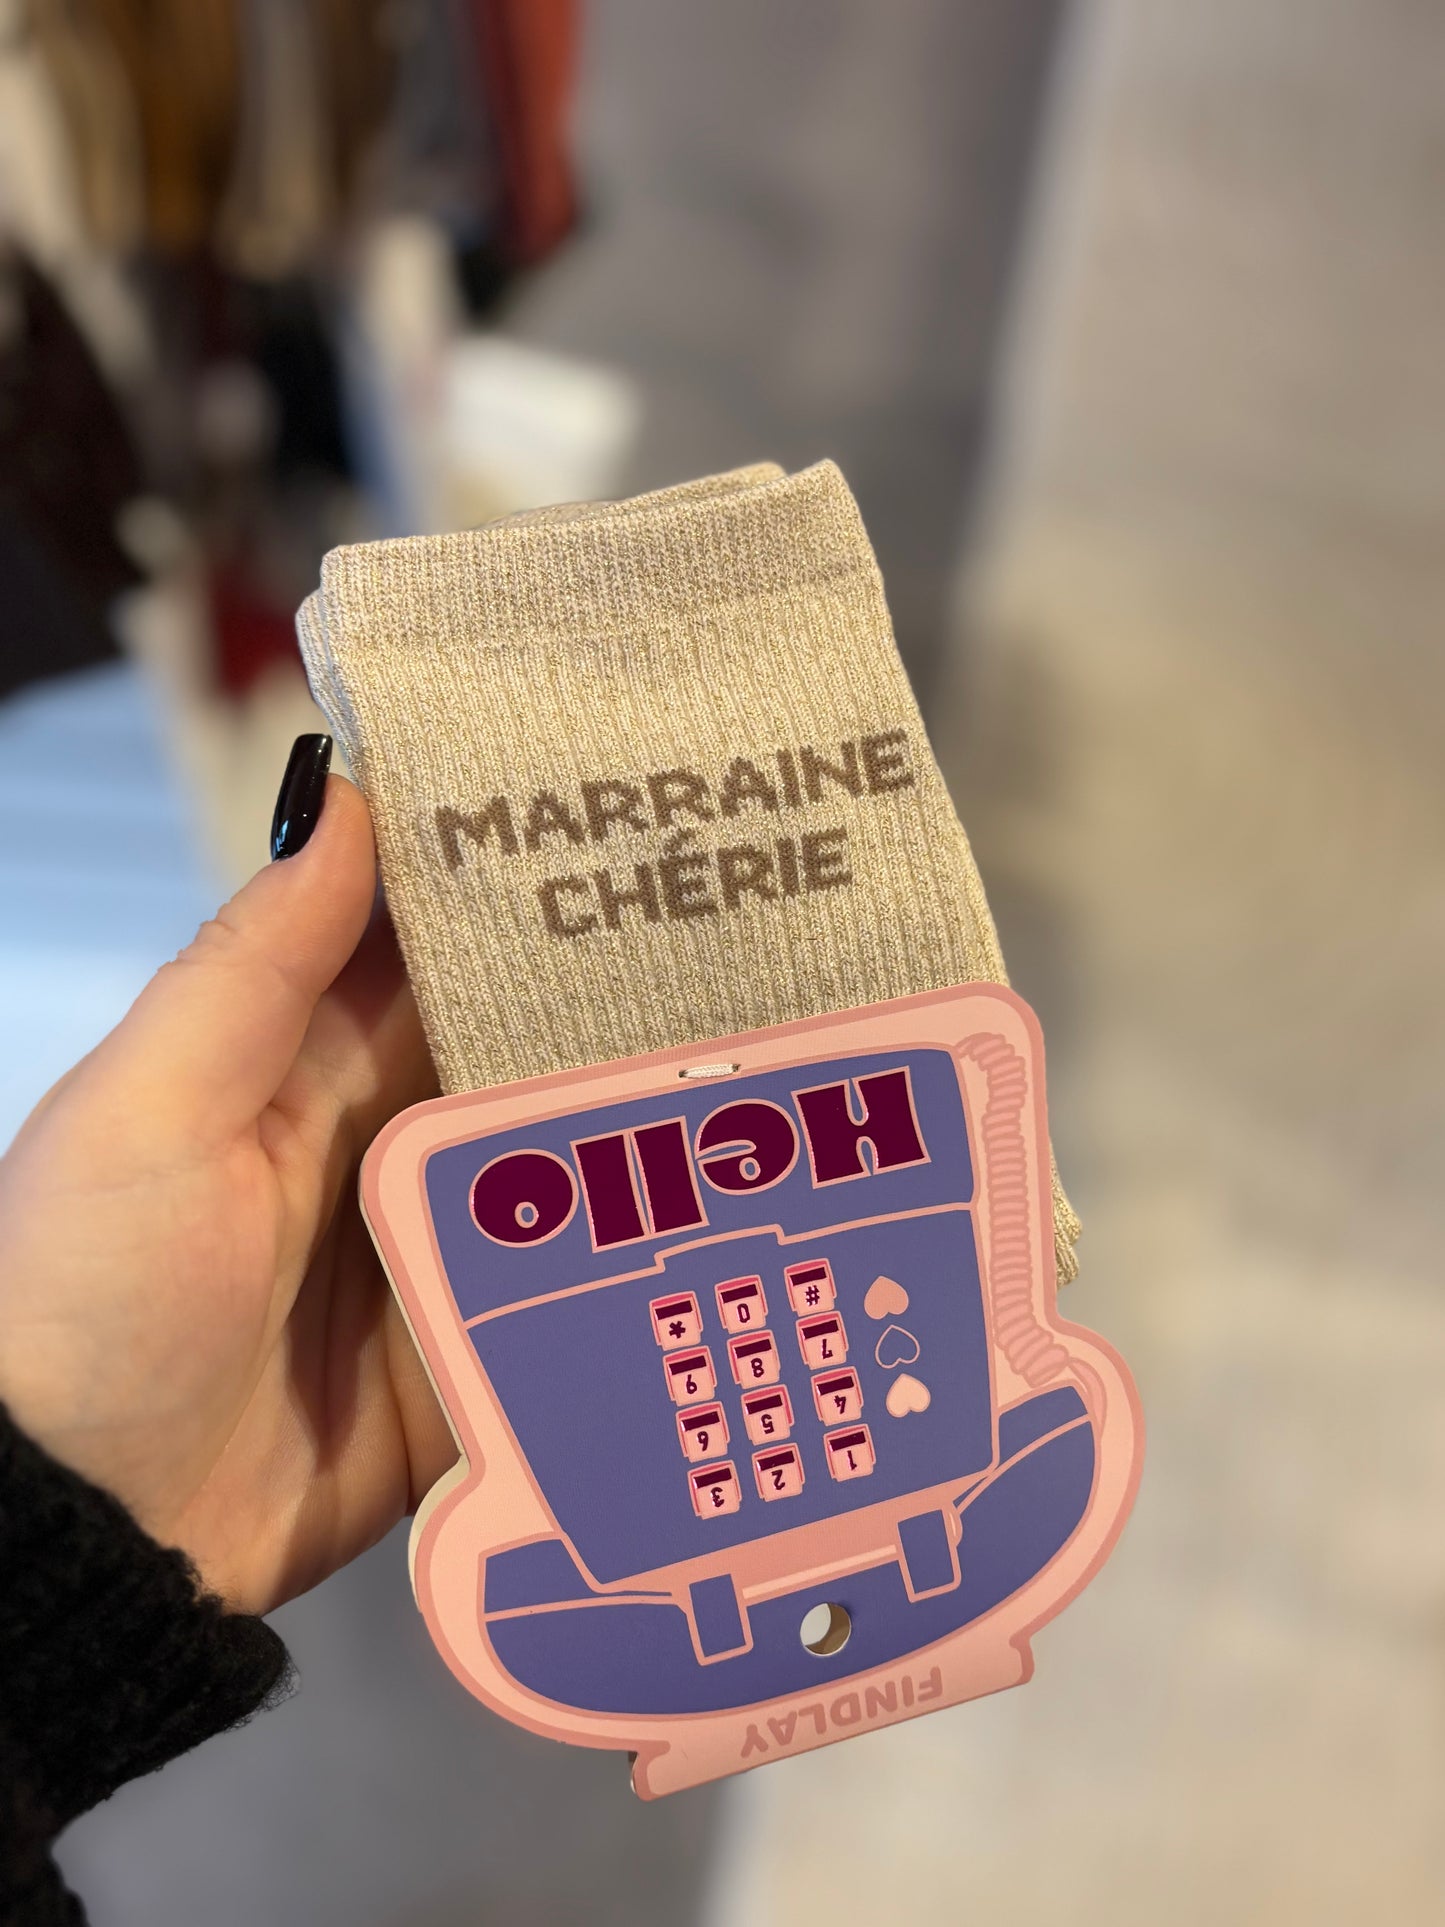 MARRAINE
CHÉRIE
Hello
* 0 #
9 8 7
6 5 4
3 2 1
FINDLAY